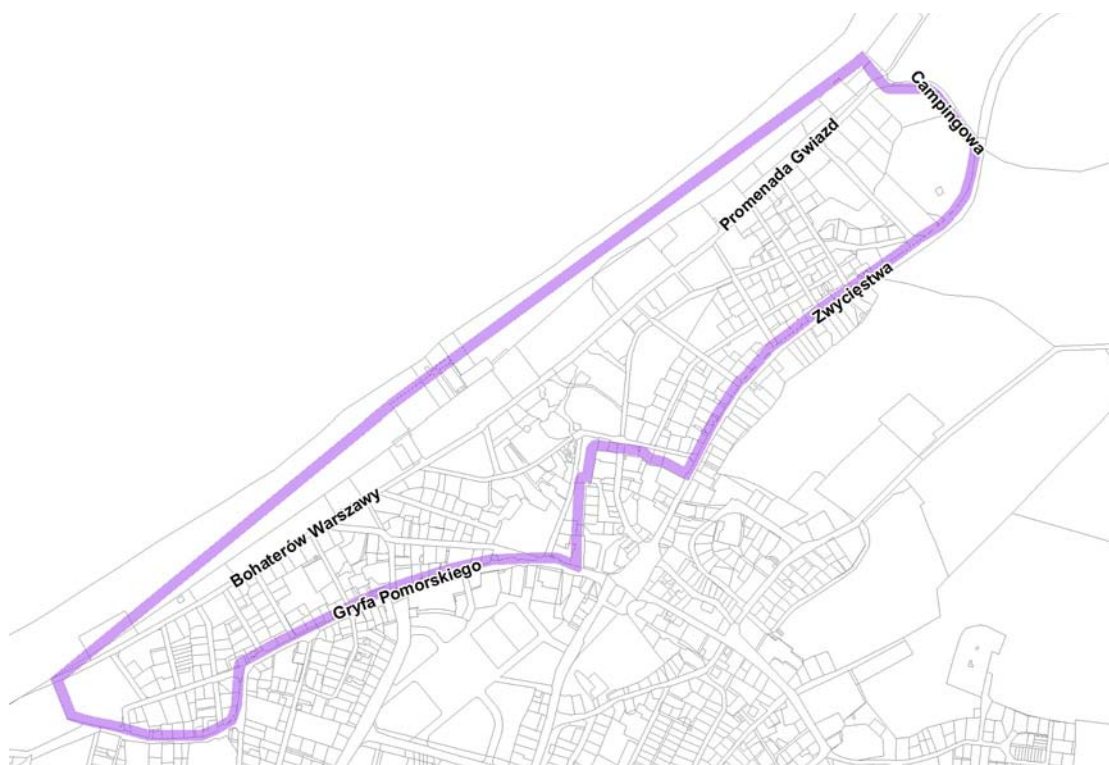 Campingowa
Promenada Gwiazd
Zwycięstwa
Bohaterów Warszawy
Gryfa Pomorskiego